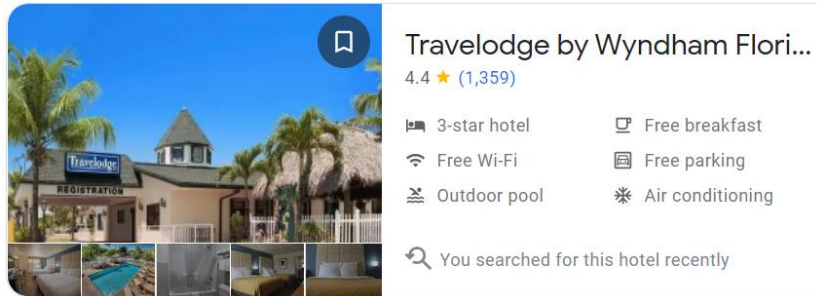 Travelodge by Wyndham Flori...
4.4 (1,359)
3-star hotel
Free breakfast
Free Wi-Fi
Free parking
Outdoor pool
Air conditioning
You searched for this hotel recently
Travelodge
REGISTRATION